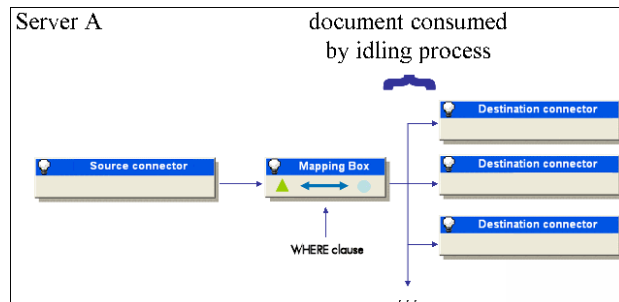 Server A
document consumed
by idling process
Destination connector
Source connector
Mapping Box
Destination connector
Destination connector
WHERE clause